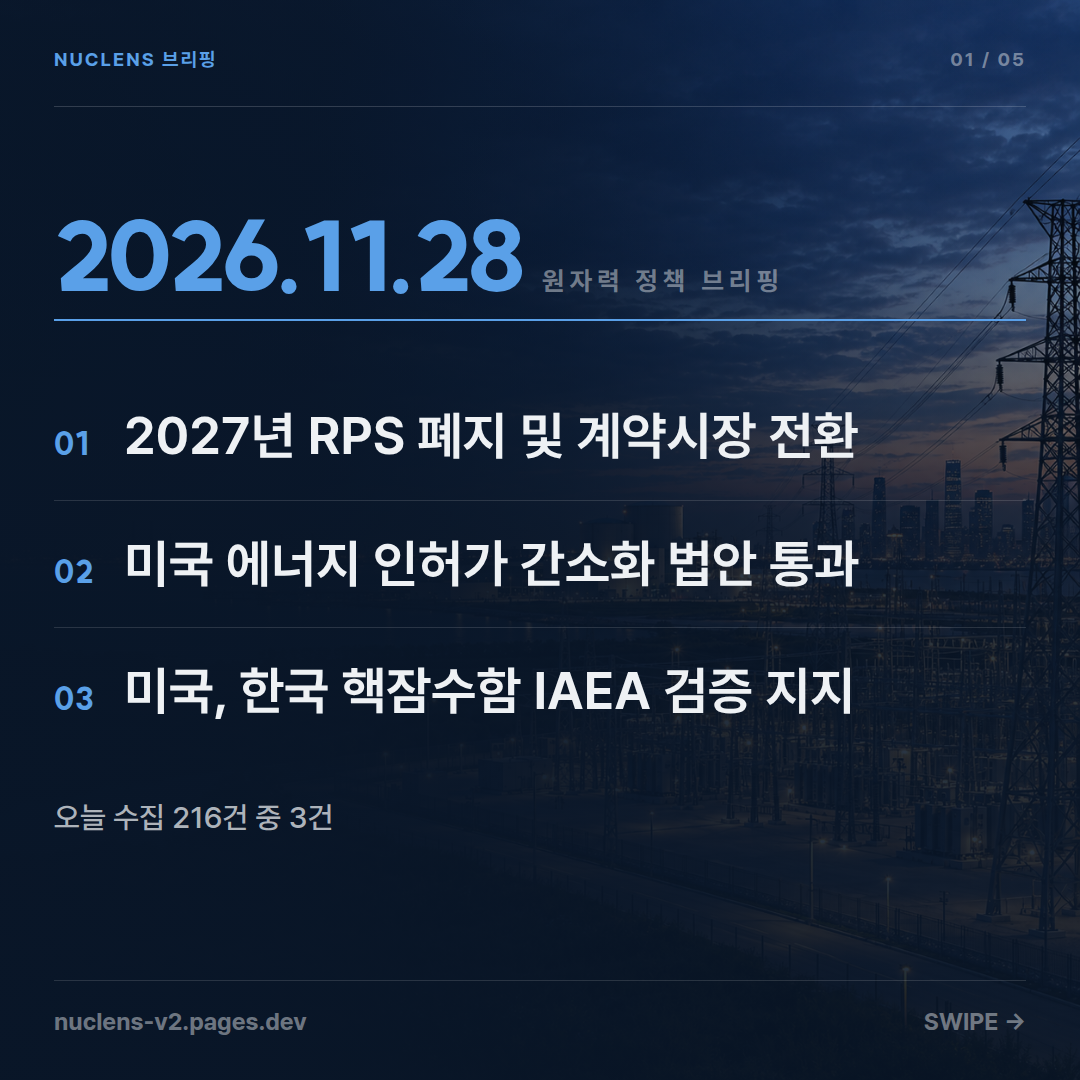 NUCLENS 브리핑
01 / 05
2026.11.28 원자력 정책 브리핑
01 2027년 RPS 폐지 및 계약시장 전환
02 미국 에너지 인허가 간소화 법안 통과
03 미국, 한국 핵잠수함 IAEA 검증 지지
오늘 수집 216건 중 3건
nuclens-v2.pages.dev
SWIPE →